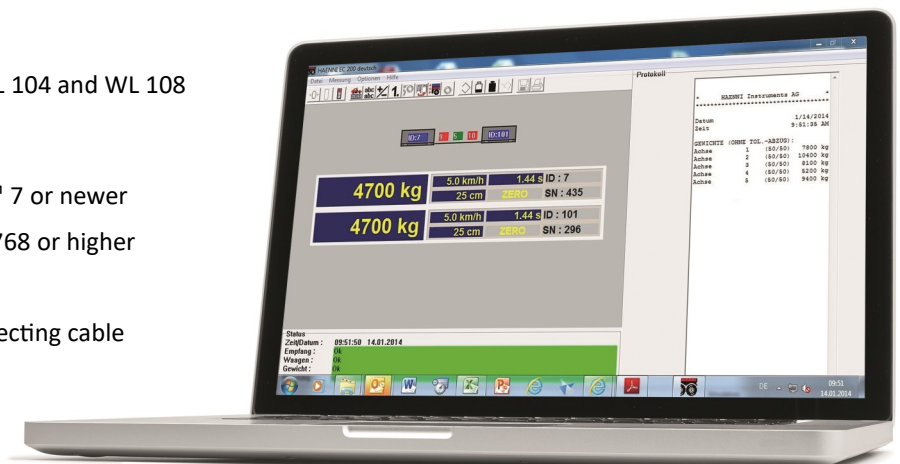 L 104 and WL 108
7 or newer
768 or higher
ecting cable
HAENNI EC 200 deutsch
Datei Messung Optionen Hilfe
ID:7 1 5 10 ID:101
4700 kg
5.0 km/h 1.44 s ID : 7
25 cm ZERO SN : 435
4700 kg
5.0 km/h 1.44 s ID : 101
25 cm ZERO SN : 296
Status
Zeit/Datum : 09:51:50 14.01.2014
Empfang : Ok
Waagen : Ok
Gewicht : Ok
Protokoll
* HAENNI Instruments AG *
Datum 1/14/2014
Zeit 9:51:35 AM
GEWICHTE (OHNE TOL.-ABZUG):
Achse 1 (50/50) 7800 kg
Achse 2 (50/50) 10400 kg
Achse 3 (50/50) 8100 kg
Achse 4 (50/50) 5200 kg
Achse 5 (50/50) 9400 kg
DE
09:51
14.01.2014